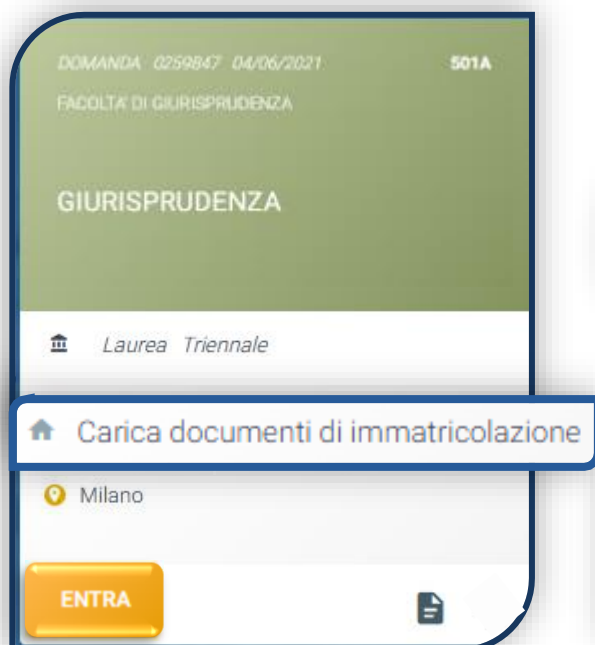 DOMANDA 0259847 04/06/2021 501A
FACOLTA' DI GIURISPRUDENZA
GIURISPRUDENZA
Laurea Triennale
Carica documenti di immatricolazione
Milano
ENTRA